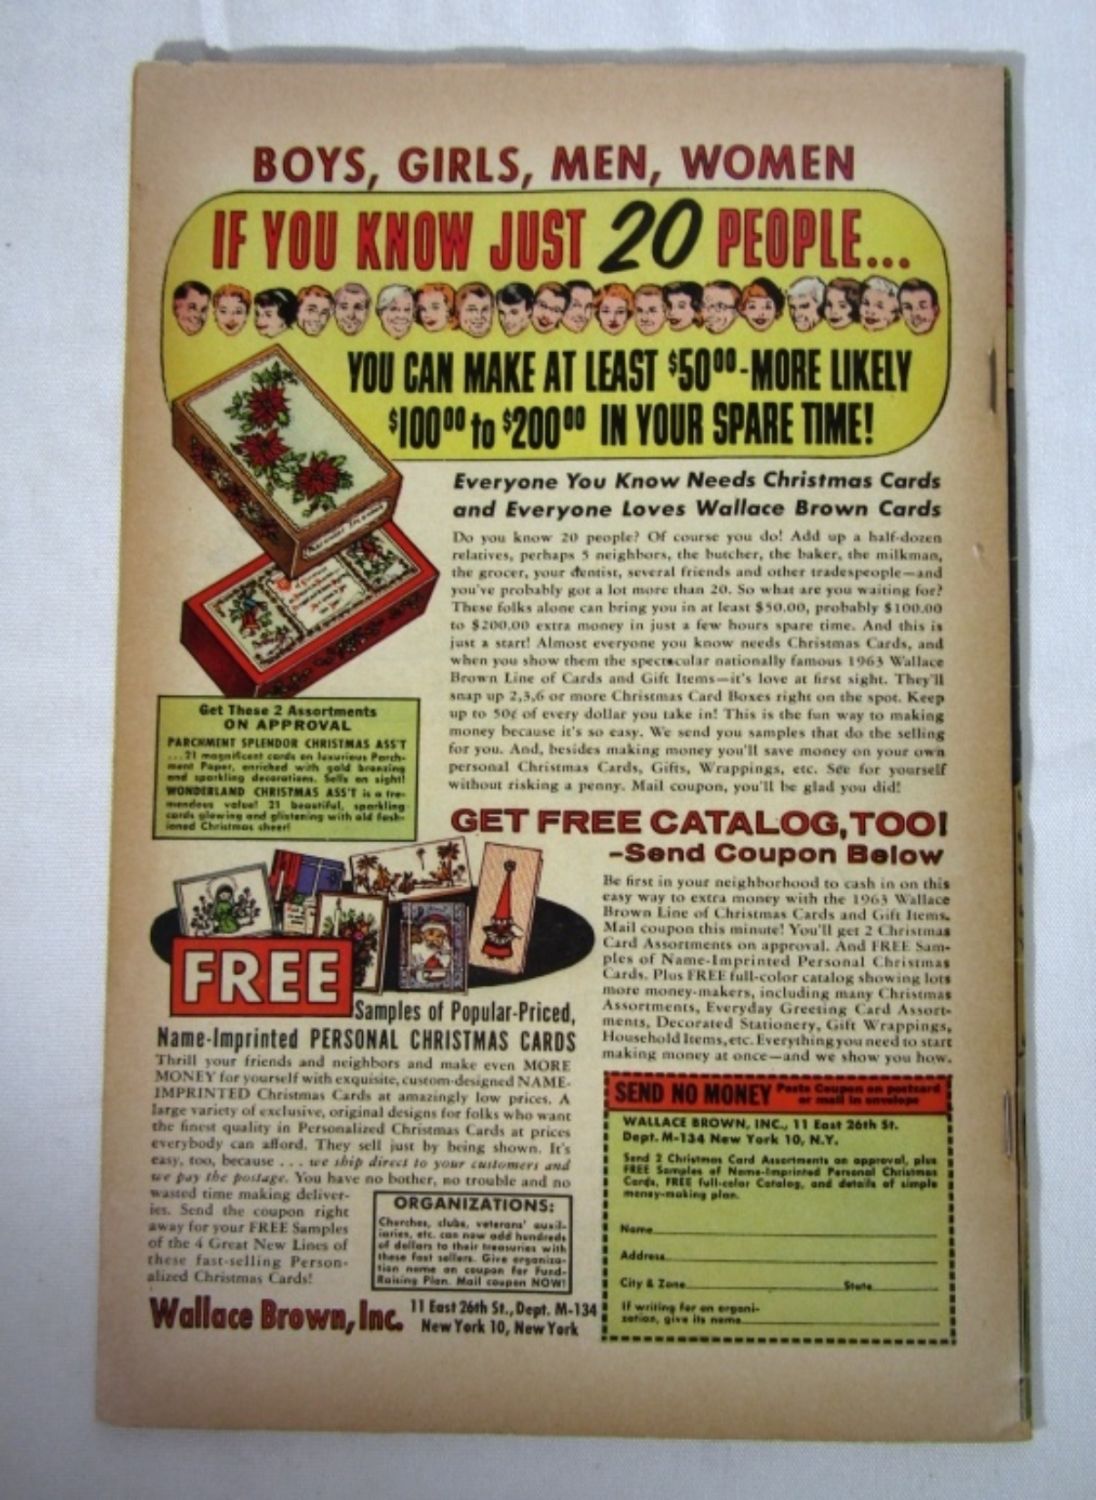 BOYS, GIRLS, MEN, WOMEN
IF YOU KNOW JUST 20 PEOPLE...
YOU CAN MAKE AT LEAST $50⁰⁰-MORE LIKELY
$100⁰⁰ to $200⁰⁰ IN YOUR SPARE TIME!
Everyone You Know Needs Christmas Cards
and Everyone Loves Wallace Brown Cards
Do you know 20 people? Of course you do! Add up a half-dozen
relatives, perhaps 5 neighbors, the butcher, the baker, the milkman,
the grocer, your dentist, several friends and other tradespeople—and
you've probably got a lot more than 20. So what are you waiting for?
These folks alone can bring you in at least $50.00, probably $100.00
to $200.00 extra money in just a few hours spare time. And this is
just a start! Almost everyone you know needs Christmas Cards, and
when you show them the spectacular nationally famous 1963 Wallace
Brown Line of Cards and Gift Items—it's love at first sight. They'll
snap up 2,3,6 or more Christmas Card Boxes right on the spot. Keep
up to 50¢ of every dollar you take in! This is the fun way to making
money because it's so easy. We send you samples that do the selling
for you. And, besides making money you'll save money on your own
personal Christmas Cards, Gifts, Wrappings, etc. See for yourself
without risking a penny. Mail coupon, you'll be glad you did!
Get These 2 Assortments
ON APPROVAL
PARCHMENT SPLENDOR CHRISTMAS ASS'T
...21 magnificent cards on luxurious Parch-
ment Paper, enriched with gold bronzing
and sparkling decorations. Sells on sight!
WONDERLAND CHRISTMAS ASS'T is a tre-
mendous value! 21 beautiful, sparkling
cards glowing and glistening with old fash-
ioned Christmas cheer!
GET FREE CATALOG, TOO!
-Send Coupon Below
Be first in your neighborhood to cash in on this
easy way to extra money with the 1963 Wallace
Brown Line of Christmas Cards and Gift Items.
Mail coupon this minute! You'll get 2 Christmas
Card Assortments on approval. And FREE Sam-
ples of Name-Imprinted Personal Christmas
Cards. Plus FREE full-color catalog showing lots
more money-makers, including many Christmas
Assortments, Everyday Greeting Card Assort-
ments, Decorated Stationery, Gift Wrappings,
Household Items, etc. Everything you need to start
making money at once—and we show you how.
FREE
Samples of Popular-Priced,
Name-Imprinted PERSONAL CHRISTMAS CARDS
Thrill your friends and neighbors and make even MORE
MONEY for yourself with exquisite, custom-designed NAME-
IMPRINTED Christmas Cards at amazingly low prices. A
large variety of exclusive, original designs for folks who want
the finest quality in Personalized Christmas Cards at prices
everybody can afford. They sell just by being shown. It's
easy, too, because ... we ship direct to your customers and
we pay the postage. You have no bother, no trouble and no
wasted time making deliver-
ies. Send the coupon right
away for your FREE Samples
of the 4 Great New Lines of
these fast-selling Person-
alized Christmas Cards!
ORGANIZATIONS:
Churches, clubs, veterans' auxil-
iaries, etc. can now add hundreds
of dollars to their treasuries with
these fast sellers. Give organiza-
tion name on coupon for Fund-
Raising Plan. Mail coupon NOW!
Wallace Brown, Inc.
11 East 26th St., Dept. M-134
New York 10, New York
SEND NO MONEY Paste Coupon on postcard
or mail in envelope
WALLACE BROWN, INC., 11 East 26th St.
Dept. M-134 New York 10, N.Y.
Send 2 Christmas Card Assortments on approval, plus
FREE Samples of Name-Imprinted Personal Christmas
Cards, FREE full-color Catalog, and details of simple
money-making plan.
Name
Address
City & Zone State
If writing for an organi-
zation, give its name